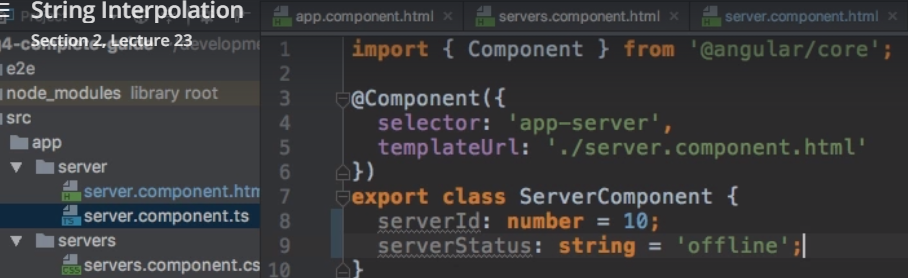 String Interpolation
Section 2, Lecture 23
e2e
node_modules library root
src
app
server
server.component.htm
server.component.ts
servers
servers.component.cs
app.component.html
servers.component.html
server.component.html
1 import { Component } from '@angular/core';
2
3 @Component({
4 selector: 'app-server',
5 templateUrl: './server.component.html'
6 })
7 export class ServerComponent {
8 serverId: number = 10;
9 serverStatus: string = 'offline';
10 }